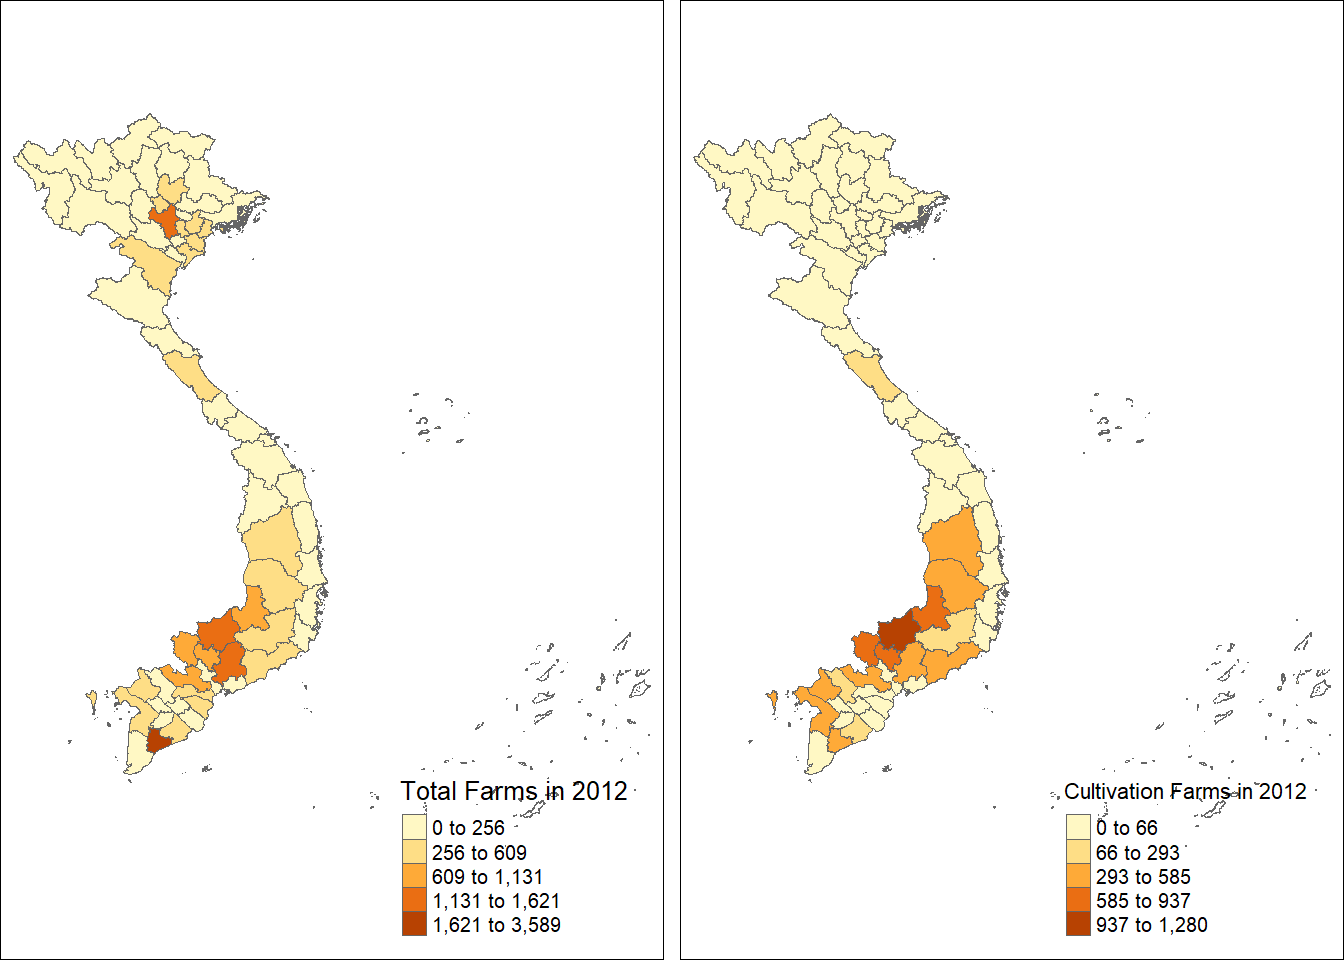 Total Farms in 2012
0 to 256
256 to 609
609 to 1,131
1,131 to 1,621
1,621 to 3,589
Cultivation Farms in 2012
0 to 66
66 to 293
293 to 585
585 to 937
937 to 1,280